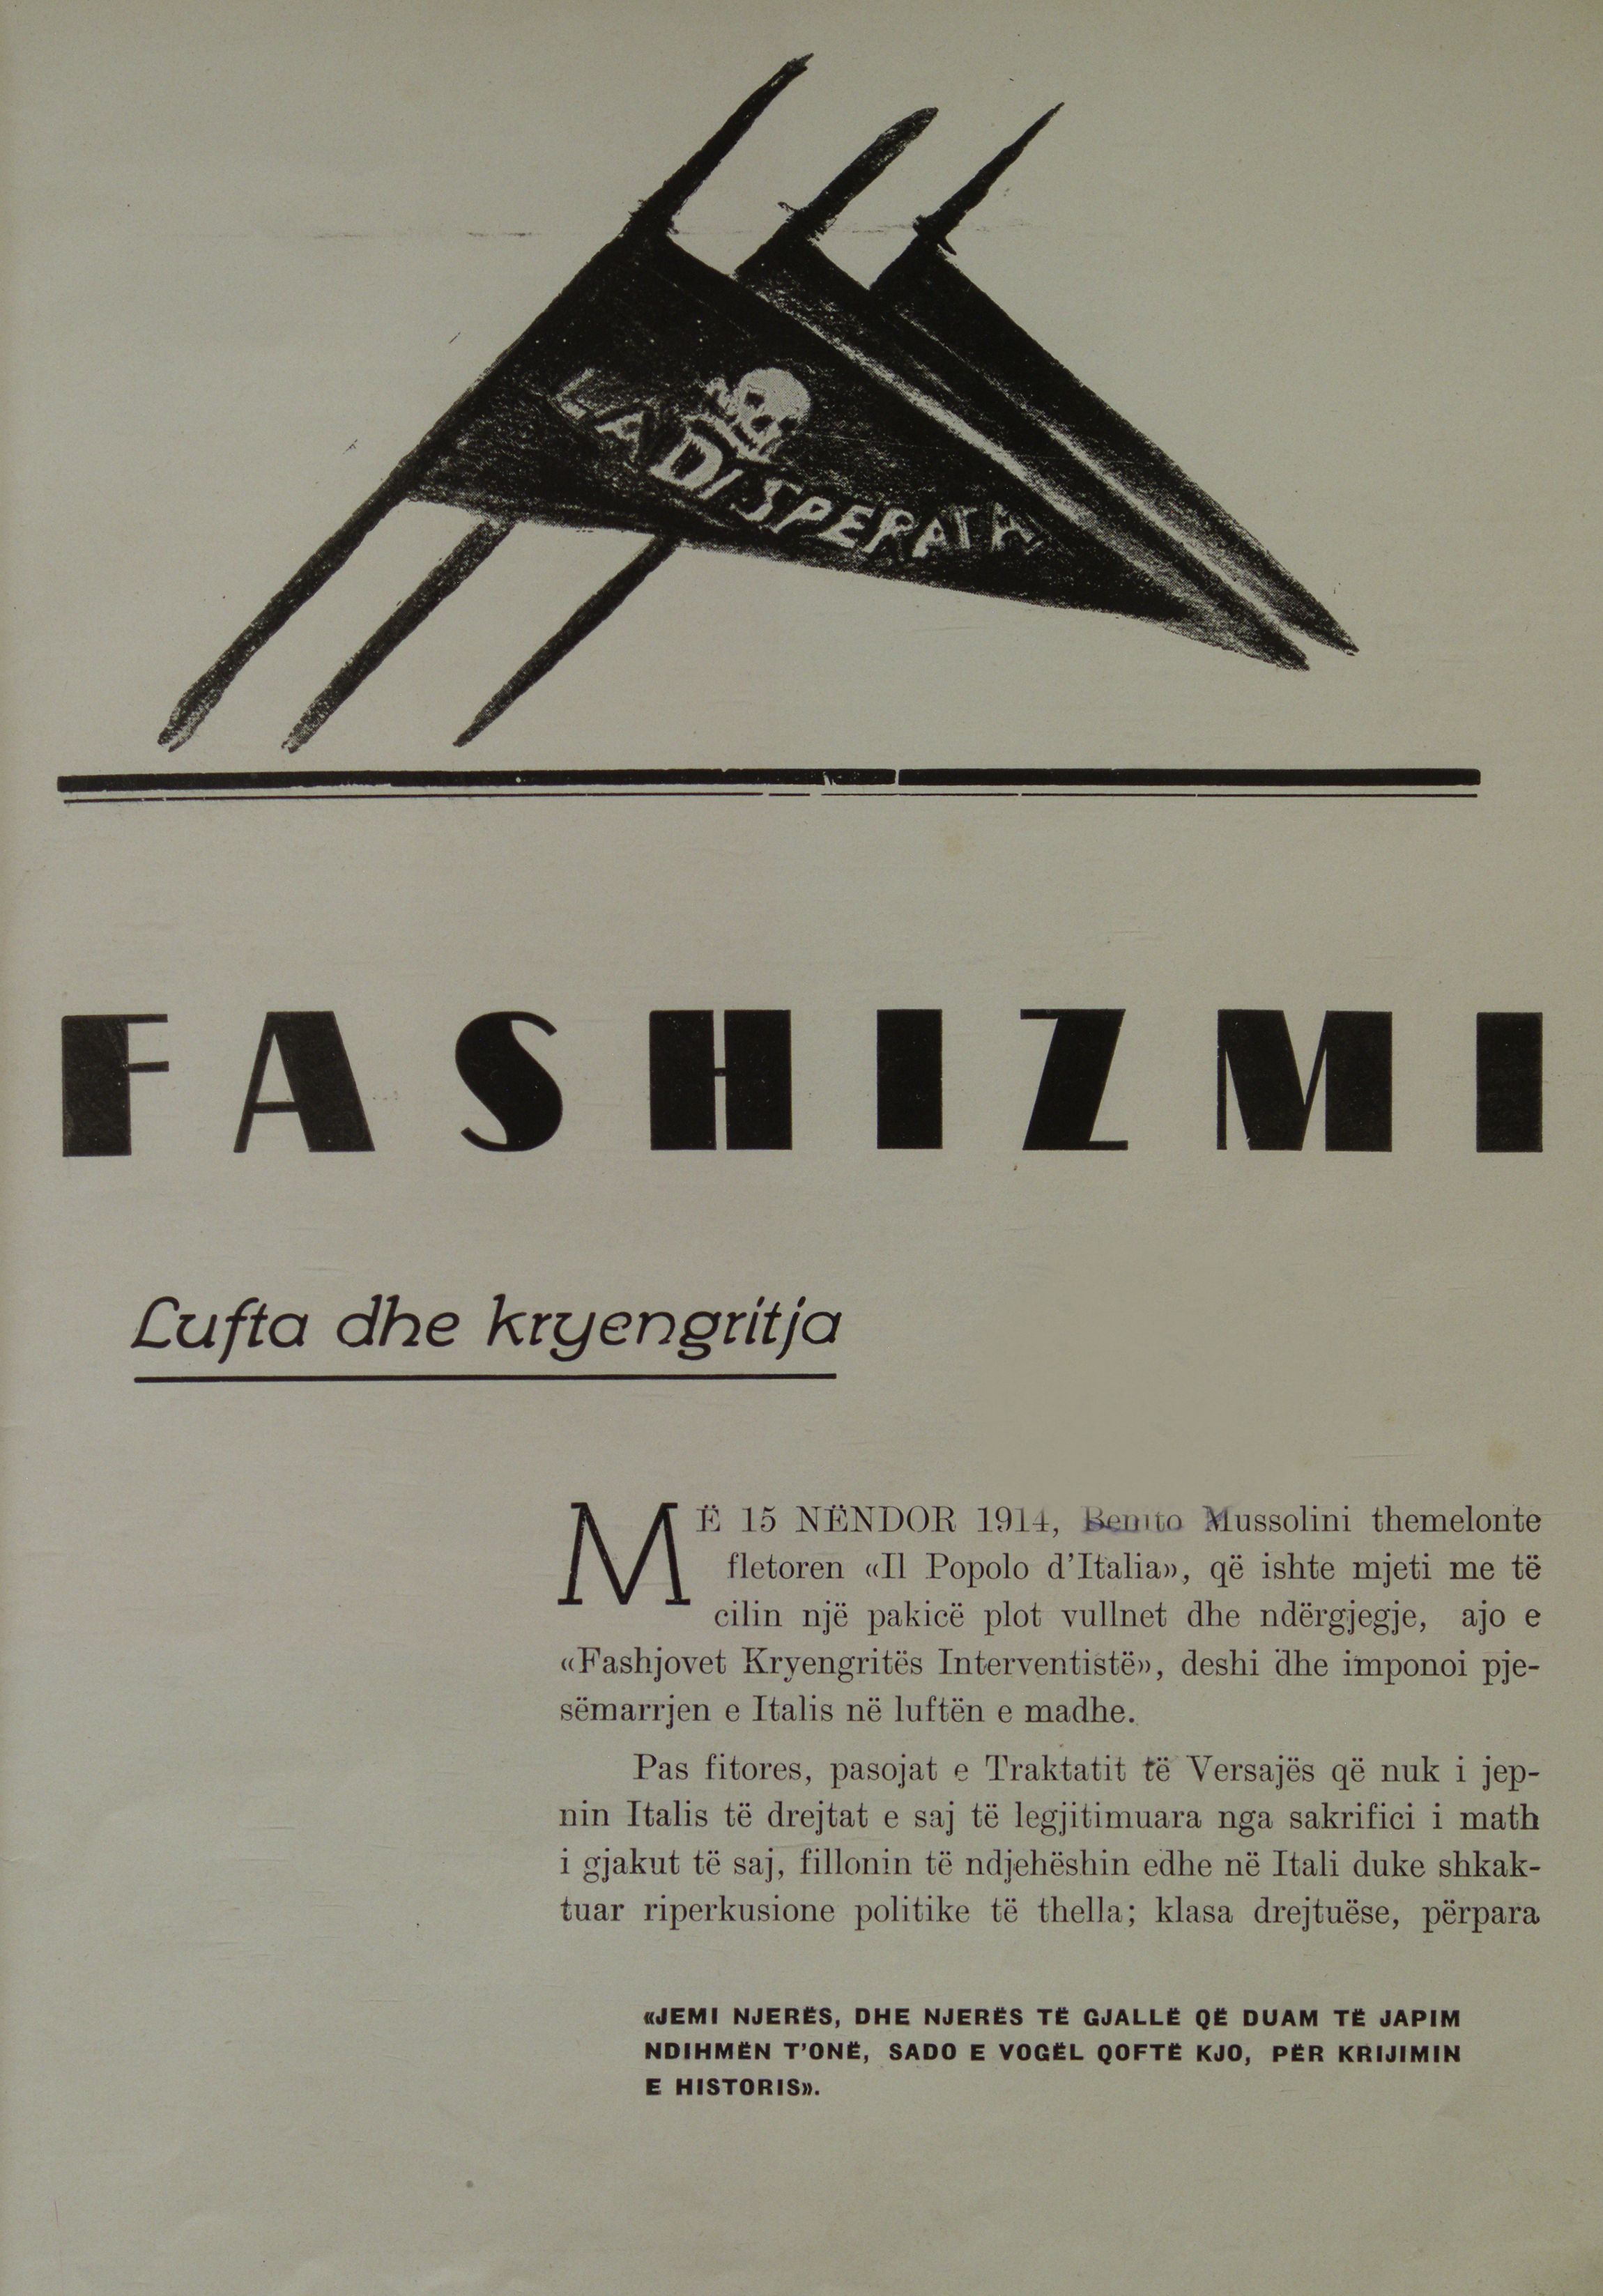 LA DISPERATA
FASHIZMI
Lufta dhe kryengritja
MË 15 NËNDOR 1914, Benito Mussolini themelonte
fletoren «Il Popolo d'Italia», që ishte mjeti me të
cilin një pakicë plot vullnet dhe ndërgjegje, ajo e
«Fashjovet Kryengritës Interventistë», deshi dhe imponoi pje-
sëmarrjen e Italis në luftën e madhe.
Pas fitores, pasojat e Traktatit të Versajës që nuk i jep-
nin Italis të drejtat e saj të legjitimuara nga sakrifici i math
i gjakut të saj, fillonin të ndjehëshin edhe në Itali duke shkak-
tuar riperkusione politike të thella; klasa drejtuëse, përpara
«JEMI NJERËS, DHE NJERËS TË GJALLË QË DUAM TË JAPIM
NDIHMËN T'ONË, SADO E VOGËL QOFTË KJO, PËR KRIJIMIN
E HISTORIS».